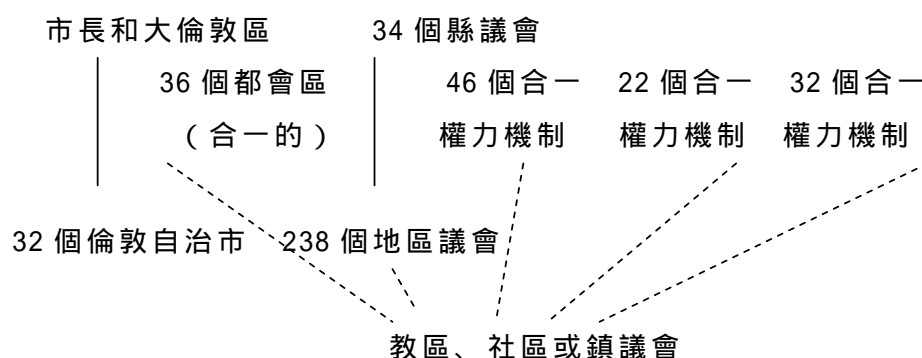 市長和大倫敦區 34 個縣議會
36 個都會區 46 個合一 22 個合一 32 個合一
（合一的） 權力機制 權力機制 權力機制
32 個倫敦自治市 238 個地區議會
教區、社區或鎮議會